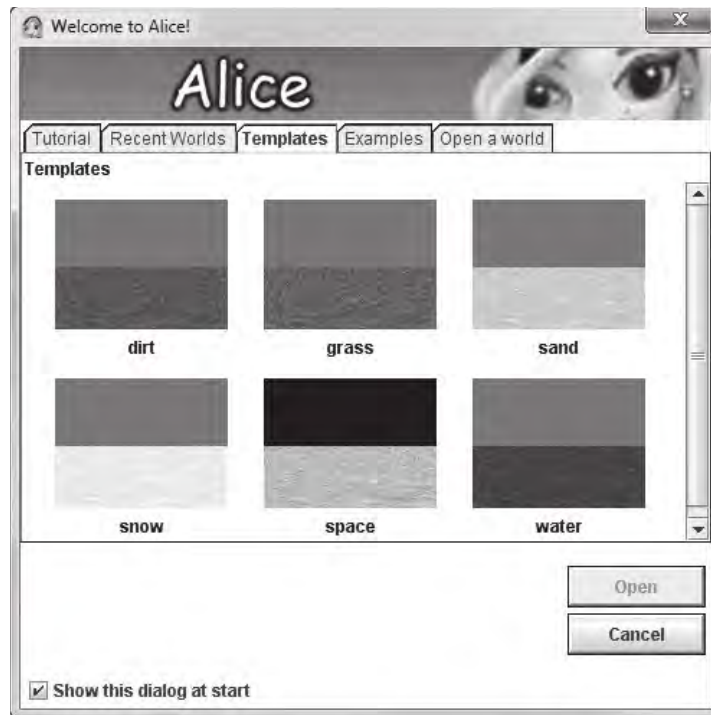 Welcome to Alice!
x
Alice
Tutorial Recent Worlds Templates Examples Open a world
Templates
dirt grass sand
snow space water
Open
Cancel
Show this dialog at start